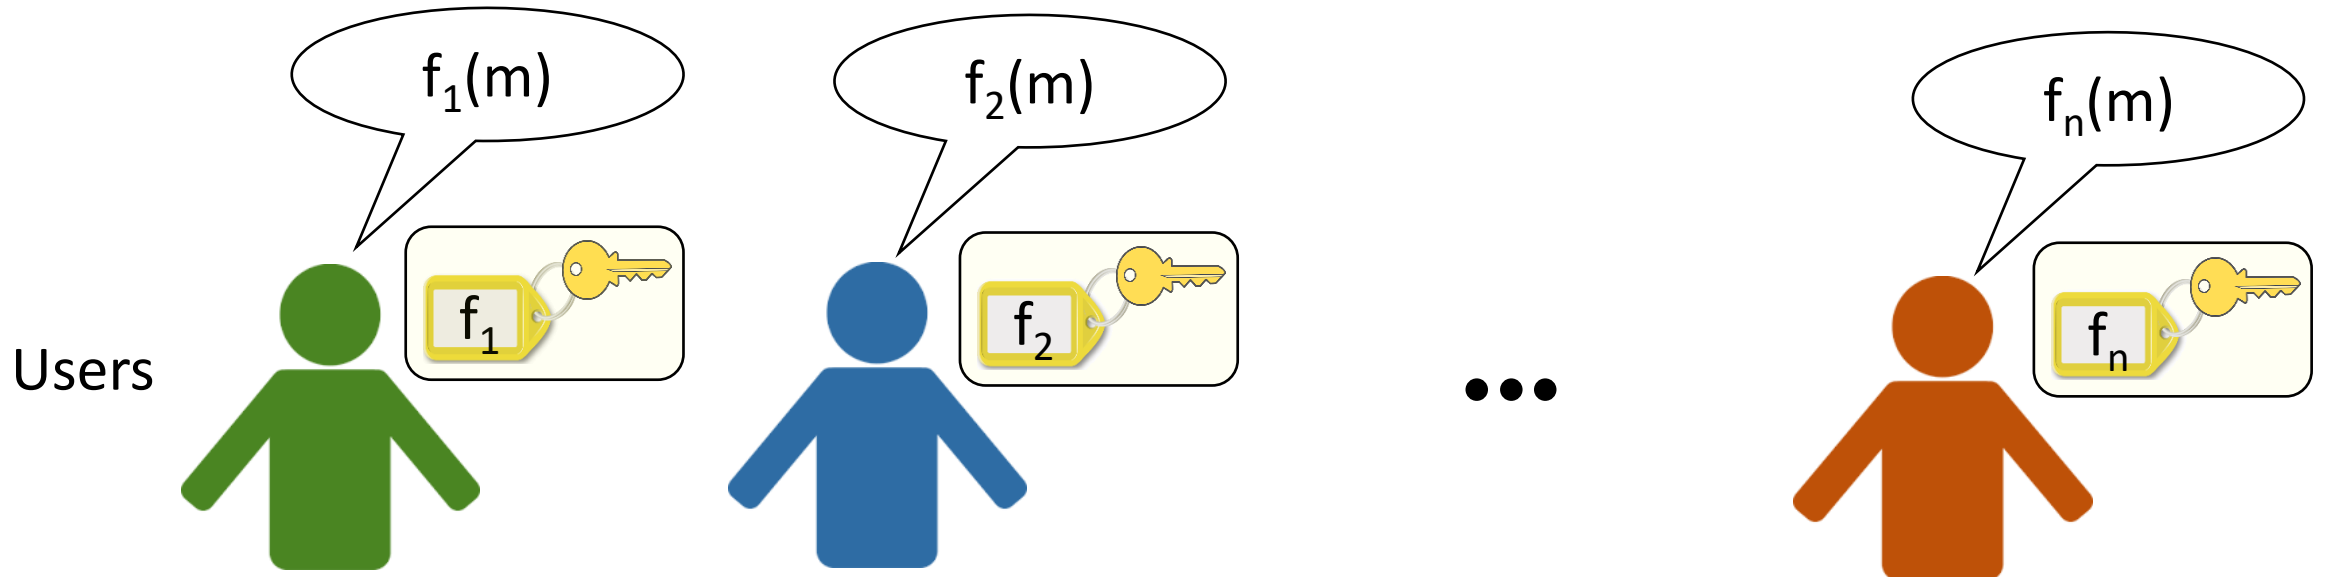 f₁(m)
f₂(m)
fₙ(m)
f₁
f₂
fₙ
Users